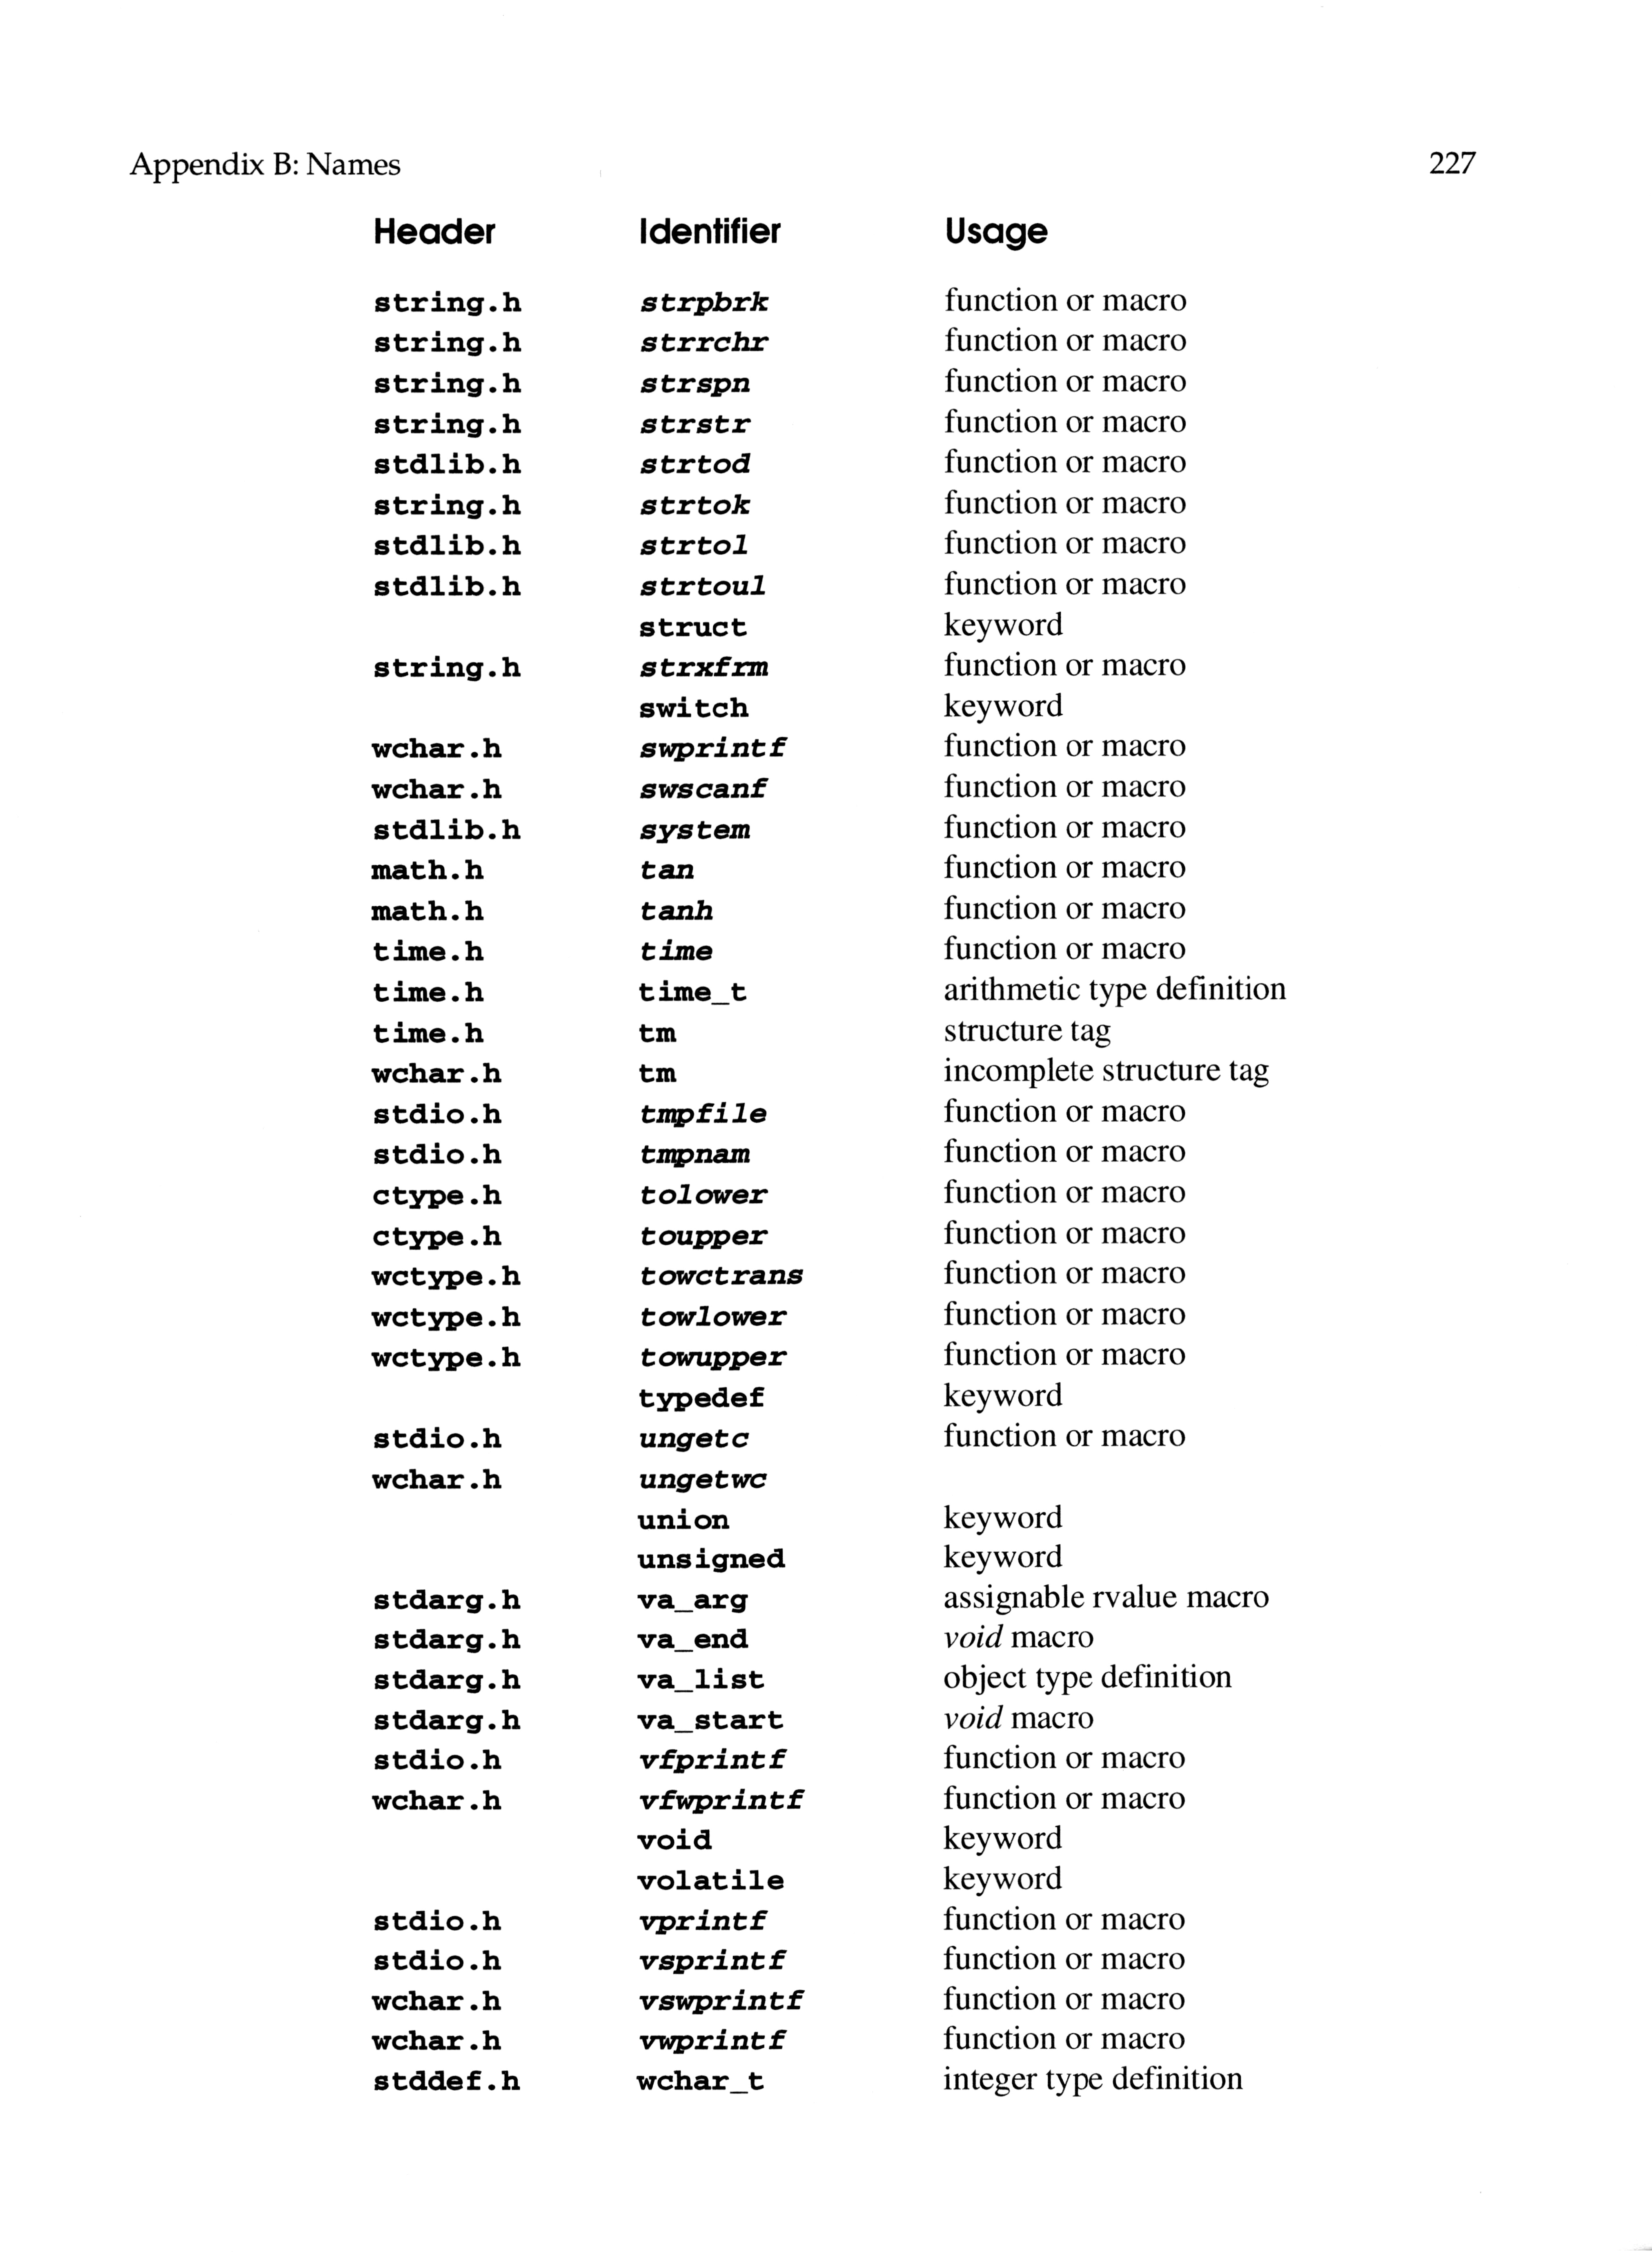 Appendix B: Names 227
Header Identifier Usage
string.h strpbrk function or macro
string.h strrchr function or macro
string.h strspn function or macro
string.h strstr function or macro
stdlib.h strtod function or macro
string.h strtok function or macro
stdlib.h strtol function or macro
stdlib.h strtoul function or macro
struct keyword
string.h strxfrm function or macro
switch keyword
wchar.h swprintf function or macro
wchar.h swscanf function or macro
stdlib.h system function or macro
math.h tan function or macro
math.h tanh function or macro
time.h time function or macro
time.h time_t arithmetic type definition
time.h tm structure tag
wchar.h tm incomplete structure tag
stdio.h tmpfile function or macro
stdio.h tmpnam function or macro
ctype.h tolower function or macro
ctype.h toupper function or macro
wctype.h towctrans function or macro
wctype.h towlower function or macro
wctype.h towupper function or macro
typedef keyword
stdio.h ungetc function or macro
wchar.h ungetwc
union keyword
unsigned keyword
stdarg.h va_arg assignable rvalue macro
stdarg.h va_end void macro
stdarg.h va_list object type definition
stdarg.h va_start void macro
stdio.h vfprintf function or macro
wchar.h vfwprintf function or macro
void keyword
volatile keyword
stdio.h vprintf function or macro
stdio.h vsprintf function or macro
wchar.h vswprintf function or macro
wchar.h vwprintf function or macro
stddef.h wchar_t integer type definition